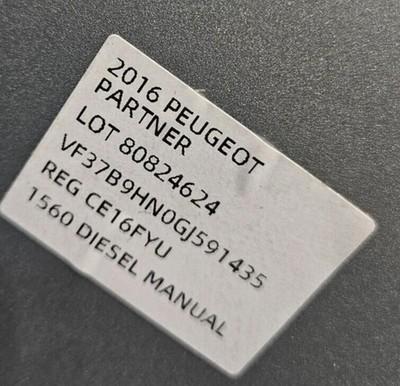 2016 PEUGEOT
PARTNER
LOT 80824624
VF37B9HN0GJ591435
REG CE16FYU
1560 DIESEL MANUAL